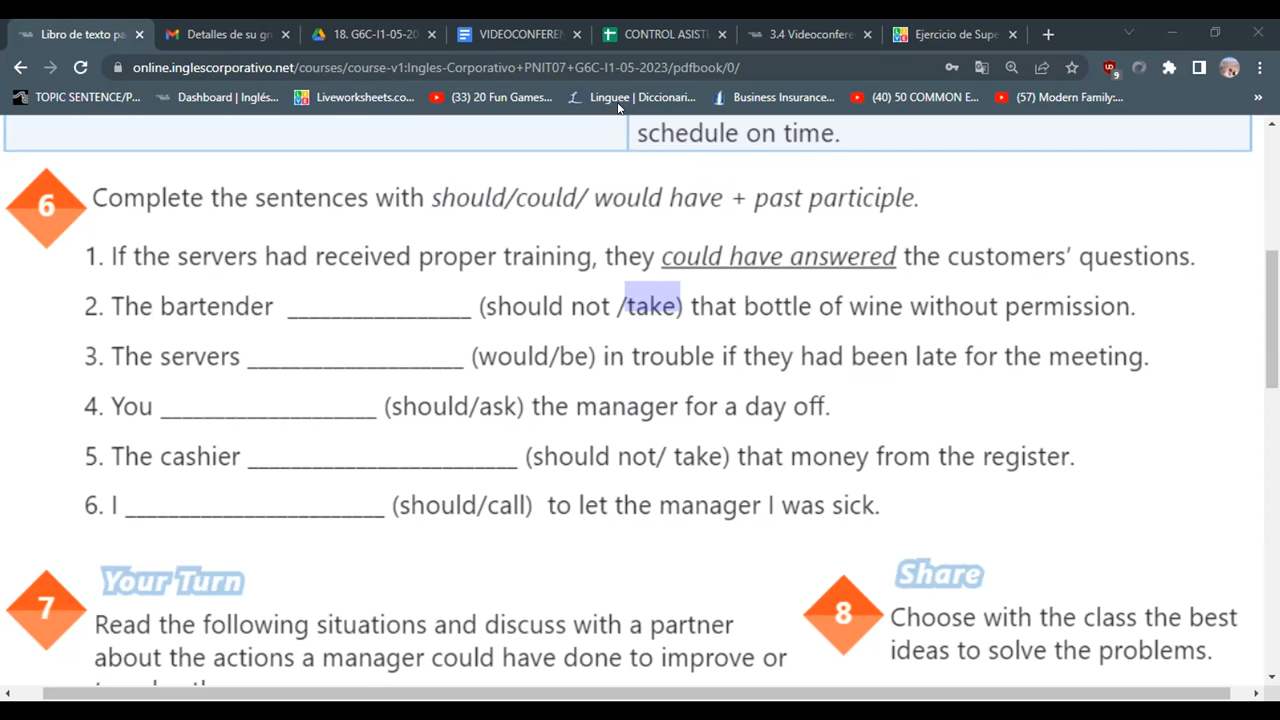 Libro de texto pa
Detalles de su gr
18. G6C-I1-05-20
VIDEOCONFEREN
CONTROL ASIST
3.4 Videoconfere
Ejercicio de Supe
online.inglescorporativo.net/courses/course-v1:Ingles-Corporativo+PNIT07+G6C-I1-05-2023/pdfbook/0/
9
TOPIC SENTENCE/P...
Dashboard | Inglés...
Liveworksheets.co...
(33) 20 Fun Games...
Linguee | Diccionari...
Business Insurance...
(40) 50 COMMON E...
(57) Modern Family:...
»
schedule on time.
6
Complete the sentences with should/could/ would have + past participle.
1. If the servers had received proper training, they could have answered the customers' questions.
2. The bartender ________________ (should not /take) that bottle of wine without permission.
3. The servers ____________________ (would/be) in trouble if they had been late for the meeting.
4. You ____________________ (should/ask) the manager for a day off.
5. The cashier _________________________ (should not/ take) that money from the register.
6. I ________________________ (should/call) to let the manager I was sick.
7
Your Turn
Read the following situations and discuss with a partner
about the actions a manager could have done to improve or
8
Share
Choose with the class the best
ideas to solve the problems.